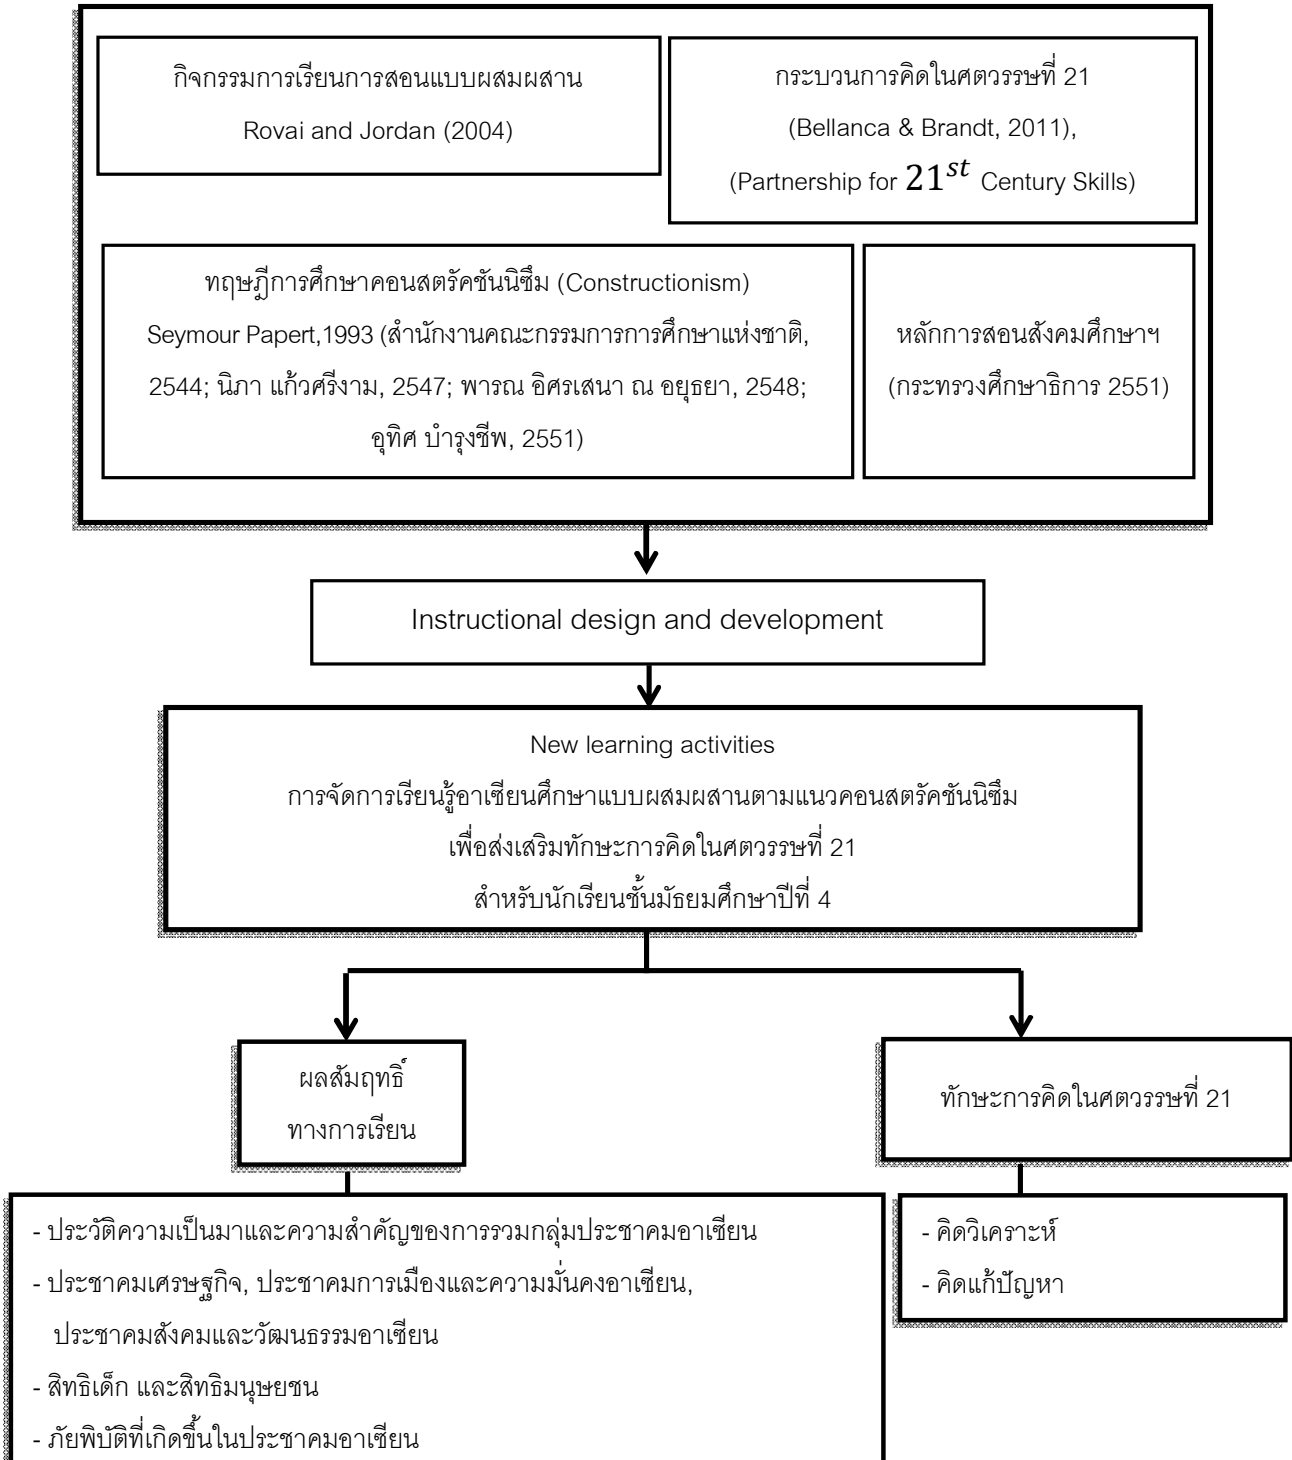 กิจกรรมการเรียนการสอนแบบผสมผสาน
Rovai and Jordan (2004)
กระบวนการคิดในศตวรรษที่ 21
(Bellanca & Brandt, 2011),
(Partnership for 21st Century Skills)
ทฤษฎีการศึกษาคอนสตรัคชันนิซึม (Constructionism)
Seymour Papert,1993 (สำนักงานคณะกรรมการการศึกษาแห่งชาติ,
2544; นิภา แก้วศรีงาม, 2547; พารณ อิศรเสนา ณ อยุธยา, 2548;
อุทิศ บำรุงชีพ, 2551)
หลักการสอนสังคมศึกษาฯ
(กระทรวงศึกษาธิการ 2551)
Instructional design and development
New learning activities
การจัดการเรียนรู้อาเซียนศึกษาแบบผสมผสานตามแนวคอนสตรัคชันนิซึม
เพื่อส่งเสริมทักษะการคิดในศตวรรษที่ 21
สำหรับนักเรียนชั้นมัธยมศึกษาปีที่ 4
ผลสัมฤทธิ์
ทางการเรียน
ทักษะการคิดในศตวรรษที่ 21
- ประวัติความเป็นมาและความสำคัญของการรวมกลุ่มประชาคมอาเซียน
- ประชาคมเศรษฐกิจ, ประชาคมการเมืองและความมั่นคงอาเซียน,
ประชาคมสังคมและวัฒนธรรมอาเซียน
- สิทธิเด็ก และสิทธิมนุษยชน
- ภัยพิบัติที่เกิดขึ้นในประชาคมอาเซียน
- คิดวิเคราะห์
- คิดแก้ปัญหา